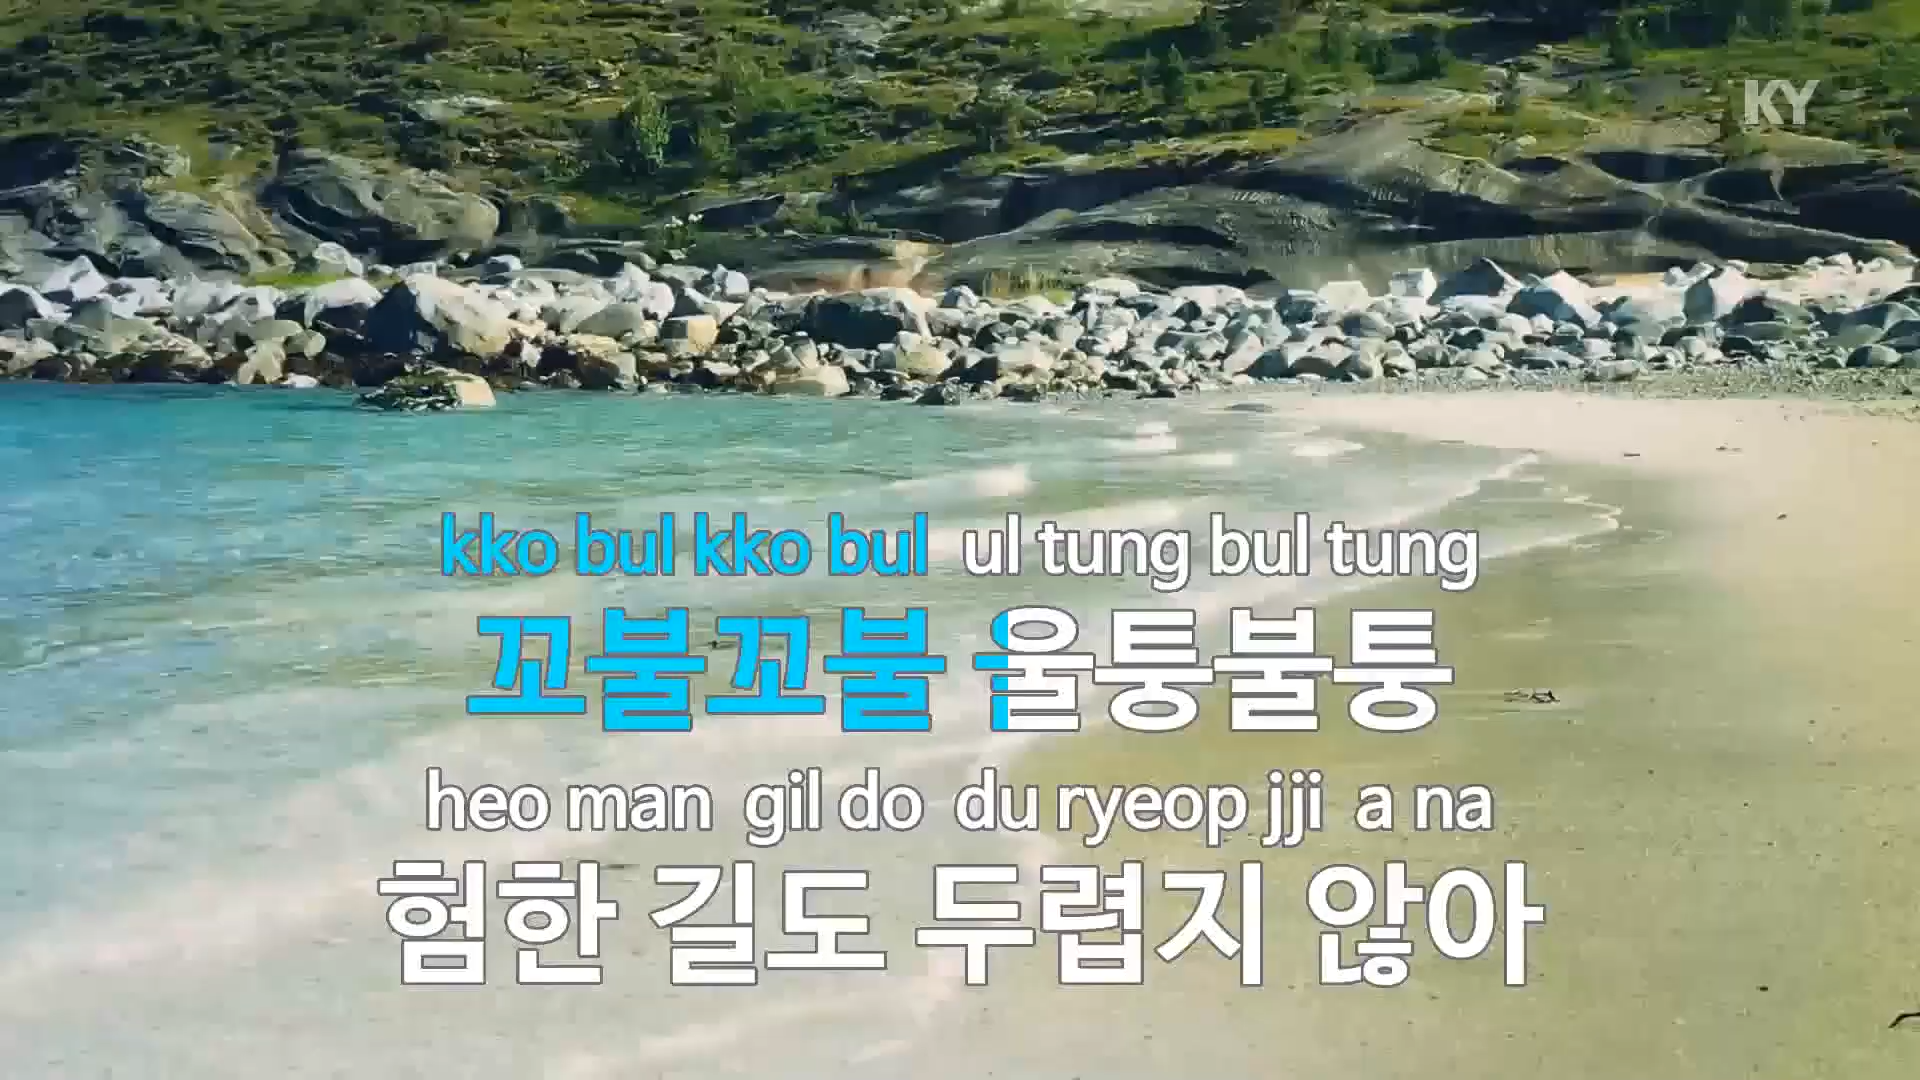 KY
kko bul kko bul ul tung bul tung
꼬불꼬불 울퉁불퉁
heo man gil do du ryeop jji a na
험한 길도 두렵지 않아